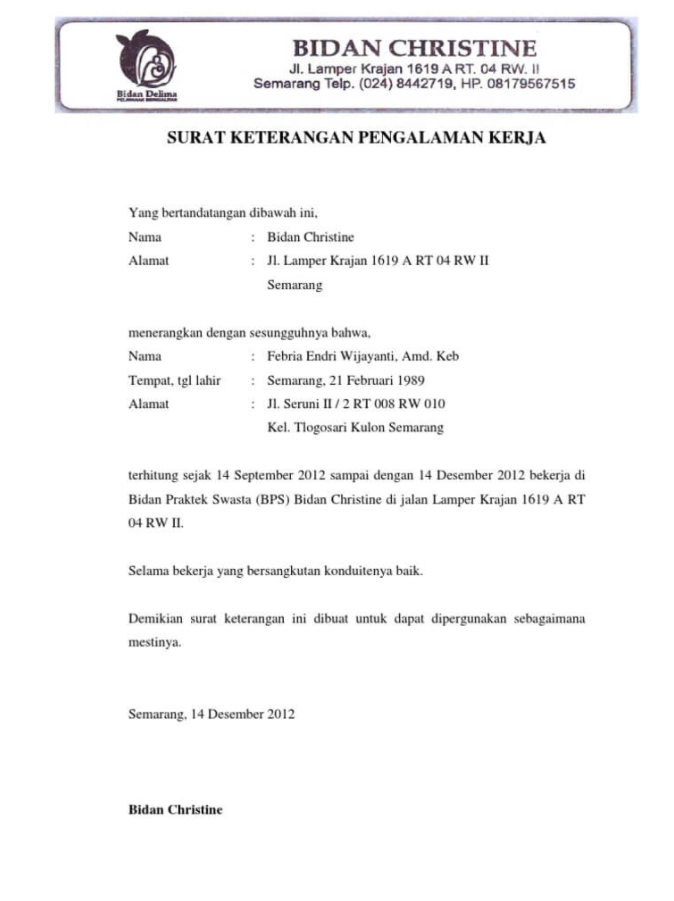 BIDAN CHRISTINE
Jl. Lamper Krajan 1619 A RT. 04 RW. II
Semarang Telp. (024) 8442719, HP. 08179567515
Bidan Delima
SURAT KETERANGAN PENGALAMAN KERJA
Yang bertandatangan dibawah ini,
Nama : Bidan Christine
Alamat : Jl. Lamper Krajan 1619 A RT 04 RW II
Semarang
menerangkan dengan sesungguhnya bahwa,
Nama : Febria Endri Wijayanti, Amd. Keb
Tempat, tgl lahir : Semarang, 21 Februari 1989
Alamat : Jl. Seruni II / 2 RT 008 RW 010
Kel. Tlogosari Kulon Semarang
terhitung sejak 14 September 2012 sampai dengan 14 Desember 2012 bekerja di
Bidan Praktek Swasta (BPS) Bidan Christine di jalan Lamper Krajan 1619 A RT
04 RW II.
Selama bekerja yang bersangkutan konduitenya baik.
Demikian surat keterangan ini dibuat untuk dapat dipergunakan sebagaimana
mestinya.
Semarang, 14 Desember 2012
Bidan Christine